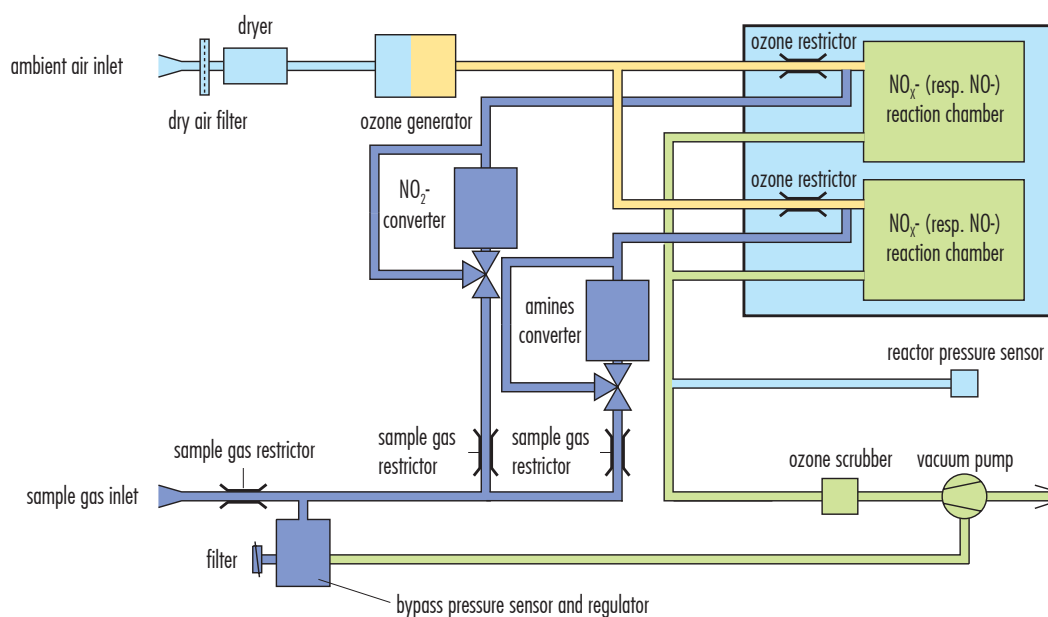 dryer
ambient air inlet
dry air filter
ozone generator
ozone restrictor
NOX- (resp. NO-)
reaction chamber
NO2-
converter
ozone restrictor
NOX- (resp. NO-)
reaction chamber
amines
converter
reactor pressure sensor
sample gas restrictor
sample gas
restrictor
sample gas
restrictor
ozone scrubber
vacuum pump
sample gas inlet
filter
bypass pressure sensor and regulator